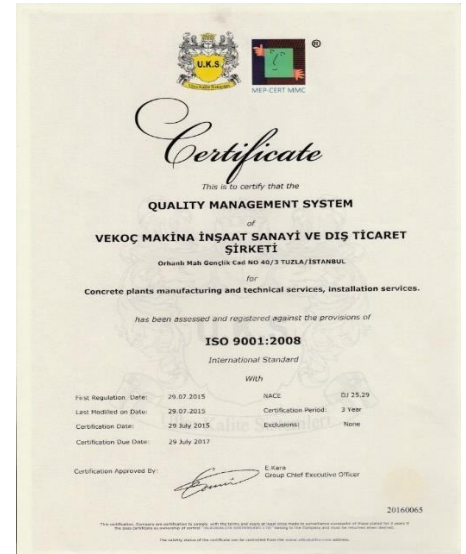 U.K.S.
®
MEP-CERT MMC
Certificate
This is to certify that the
QUALITY MANAGEMENT SYSTEM
of
VEKOÇ MAKİNA İNŞAAT SANAYİ VE DIŞ TİCARET
ŞİRKETİ
Orhanlı Mah Gençlik Cad NO 40/3 TUZLA/İSTANBUL
for
Concrete plants manufacturing and technical services, installation services.
has been assessed and registered against the provisions of
ISO 9001:2008
International Standard
With
First Regulation Date: 29.07.2015 NACE DJ 25.29
Last Modified on Date: 29.07.2015 Certification Period: 3 Year
Certification Date: 29 July 2015 Exclusions: None
Certification Due Date: 29 July 2017
Certification Approved By: E.Kara
Group Chief Executive Officer
20160065